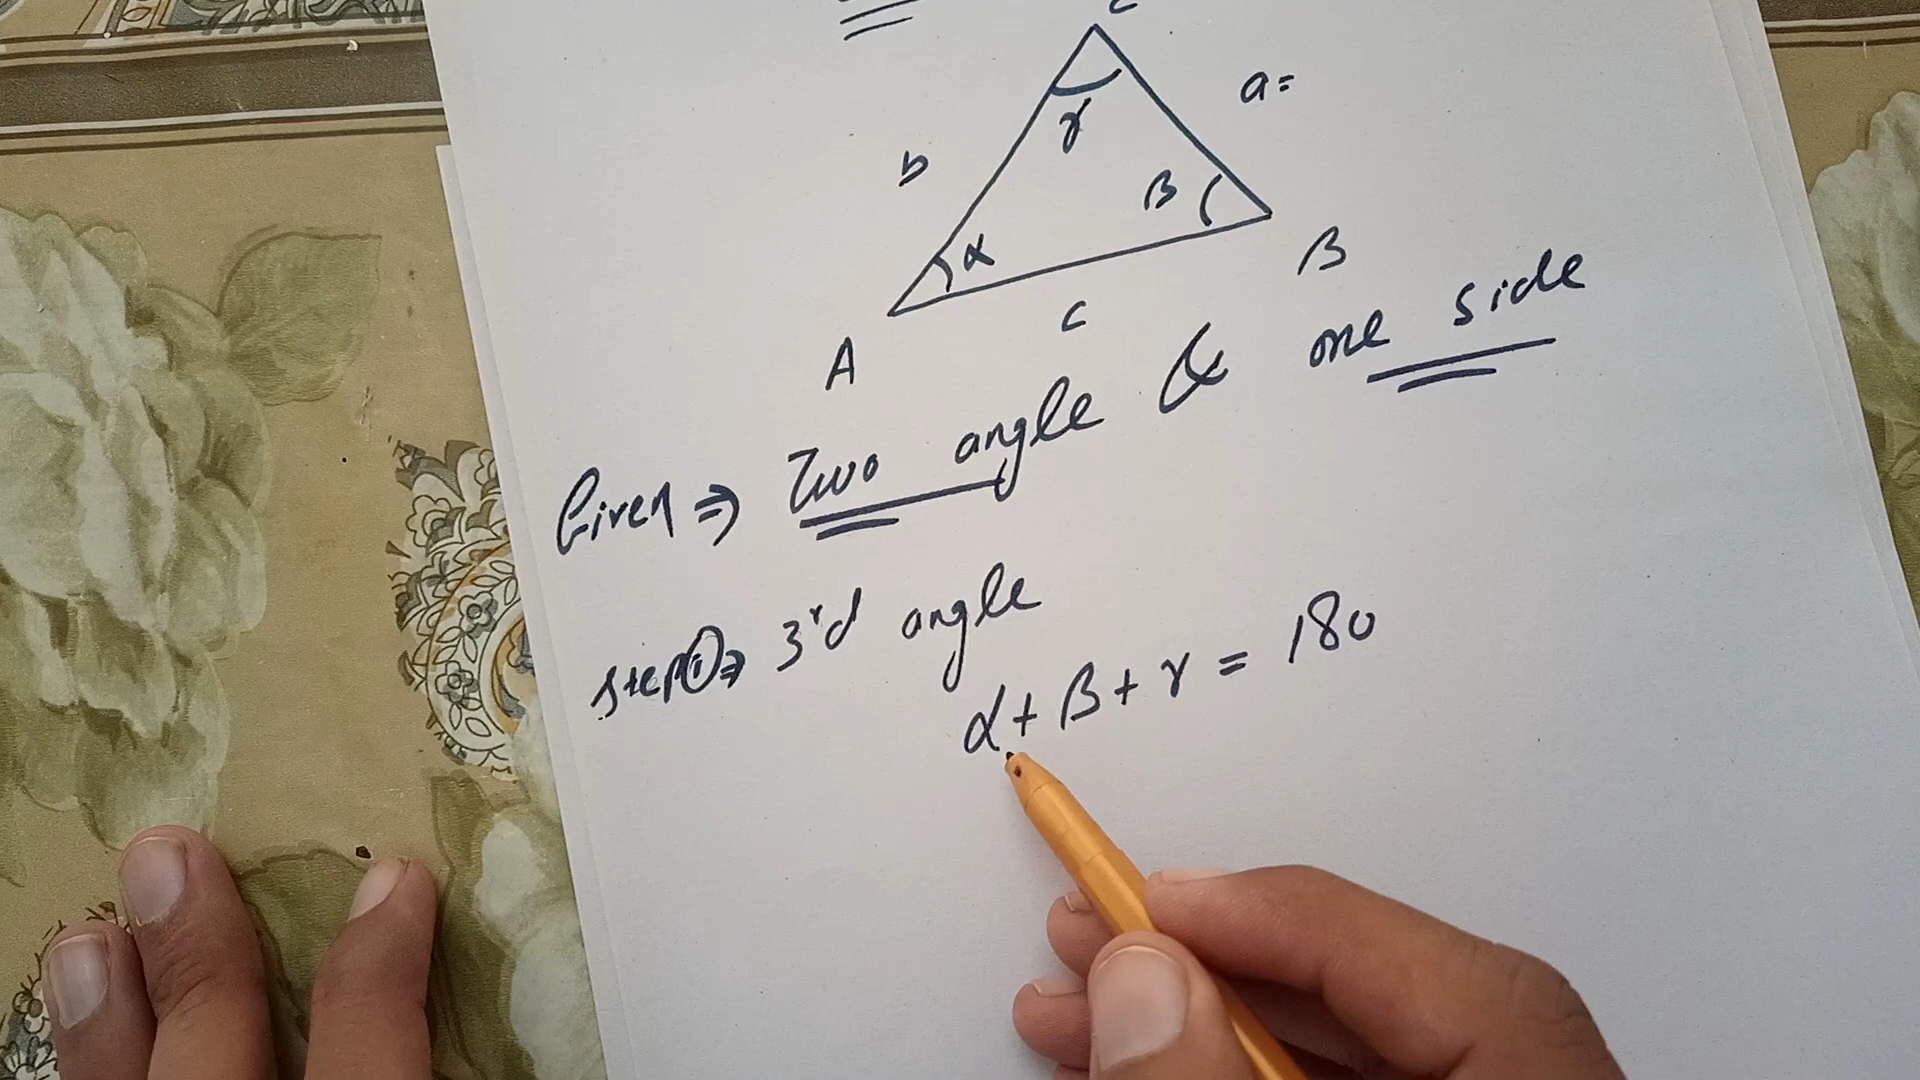 C
a=
b
γ
β
α
B
C
A
Given ⇒ Two angle & one side
step① ⇒ 3rd angle
α + β + γ = 180